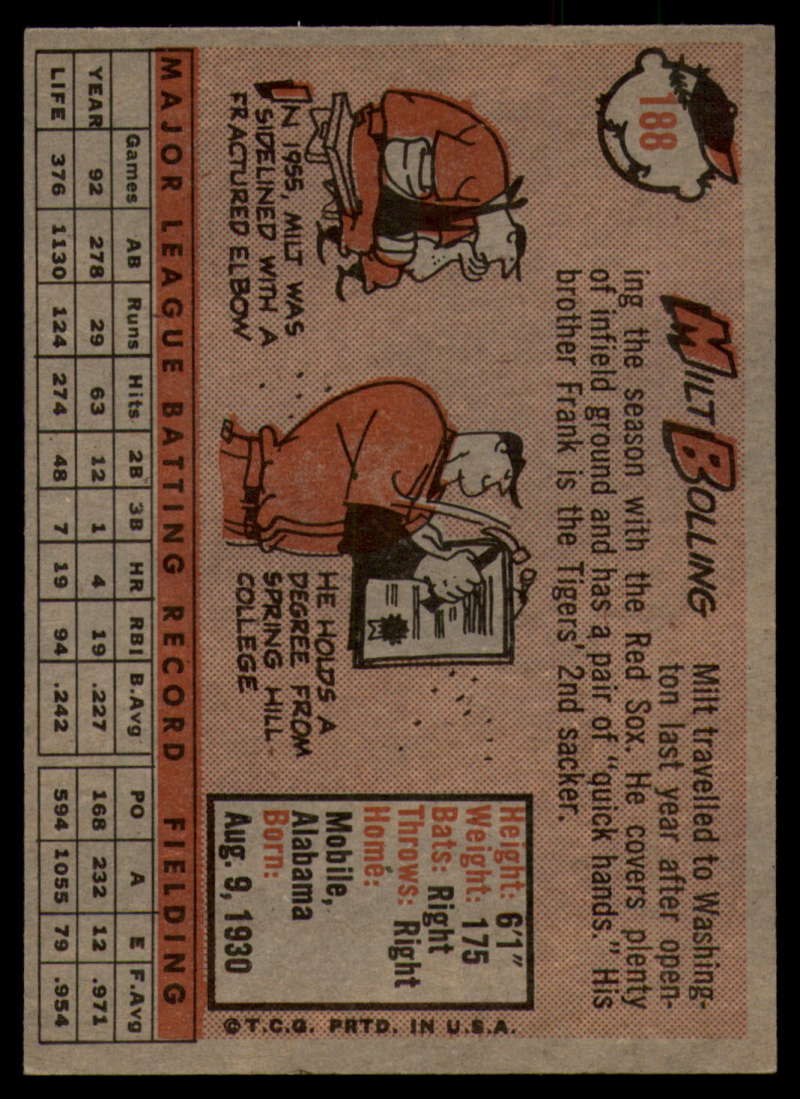 188
MILT BOLLING
Milt travelled to Washing-
ton last year after open-
ing the season with the Red Sox. He covers plenty
of infield ground and has a pair of "quick hands." His
brother Frank is the Tigers' 2nd sacker.
IN 1955, MILT WAS
SIDELINED WITH A
FRACTURED ELBOW
HE HOLDS A
DEGREE FROM
SPRING HILL
COLLEGE
Height: 6'1"
Weight: 175
Bats: Right
Throws: Right
Home:
Mobile,
Alabama
Born:
Aug. 9, 1930
©T.C.G. PRTD. IN U.S.A.
MAJOR LEAGUE BATTING RECORD FIELDING
Games AB Runs Hits 2B 3B HR RBI B.Avg PO A E F.Avg
YEAR 92 278 29 63 12 1 4 19 .227 168 232 12 .971
LIFE 376 1130 124 274 48 7 19 94 .242 594 1055 79 .954